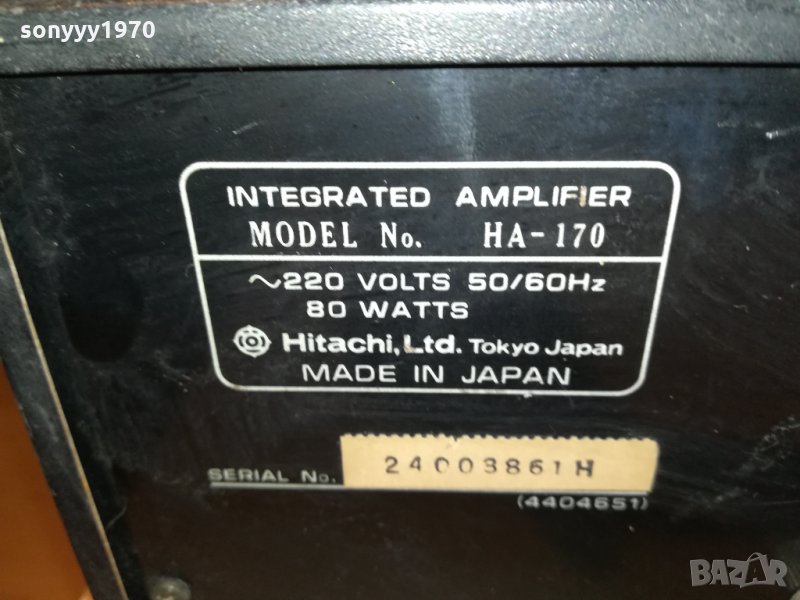 sonyyy1970
INTEGRATED AMPLIFIER
MODEL No. HA-170
~220 VOLTS 50/60Hz
80 WATTS
Hitachi, Ltd. Tokyo Japan
MADE IN JAPAN
SERIAL No. 24003861H
(4404651)
BAZAR